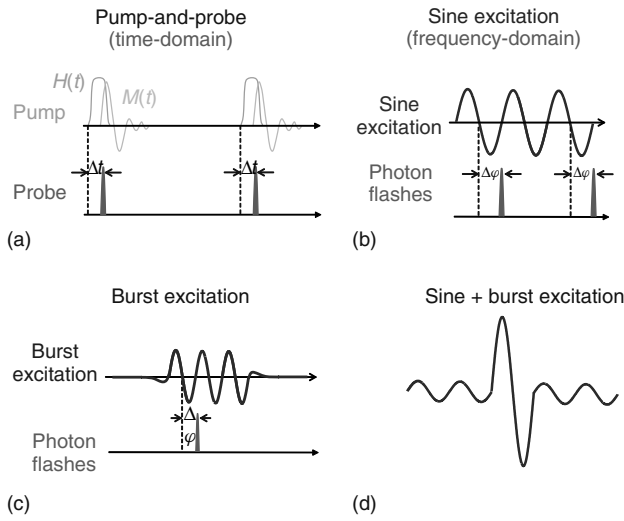 Pump-and-probe
(time-domain)
H(t)
M(t)
Pump
Δt
Δt
Probe
(a)
Sine excitation
(frequency-domain)
Sine
excitation
Photon
flashes
Δφ
Δφ
(b)
Burst excitation
Burst
excitation
Δ
φ
Photon
flashes
(c)
Sine + burst excitation
(d)